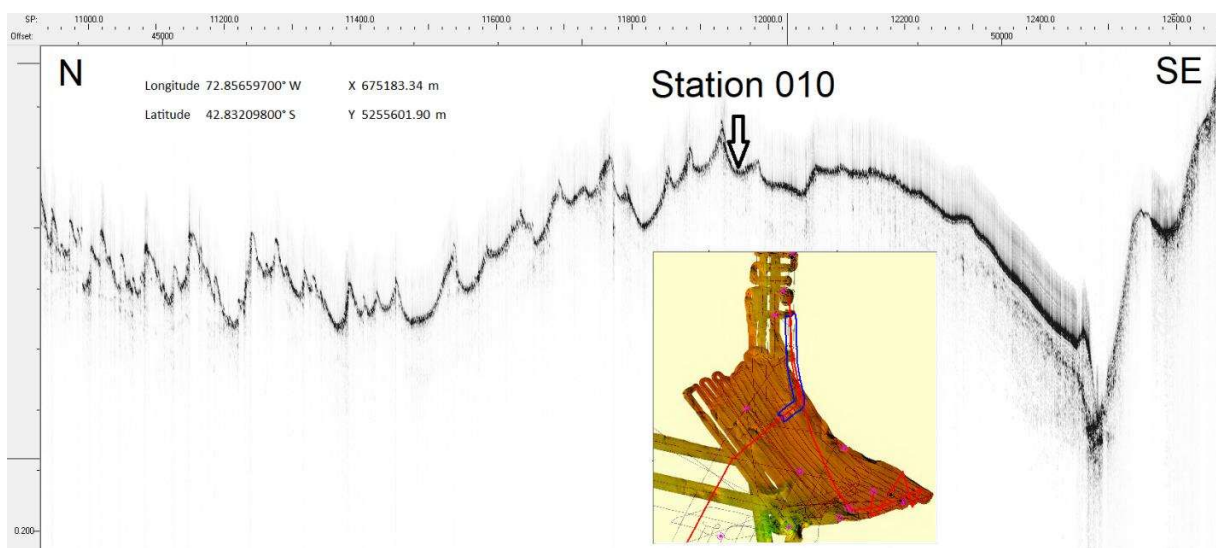 SP: 11000.0 11200.0 11400.0 11600.0 11800.0 12000.0 12200.0 12400.0 12600.0
Offset: 45000 50000
N Station 010 SE
Longitude 72.85659700° W X 675183.34 m
Latitude 42.83209800° S Y 5255601.90 m
0.200